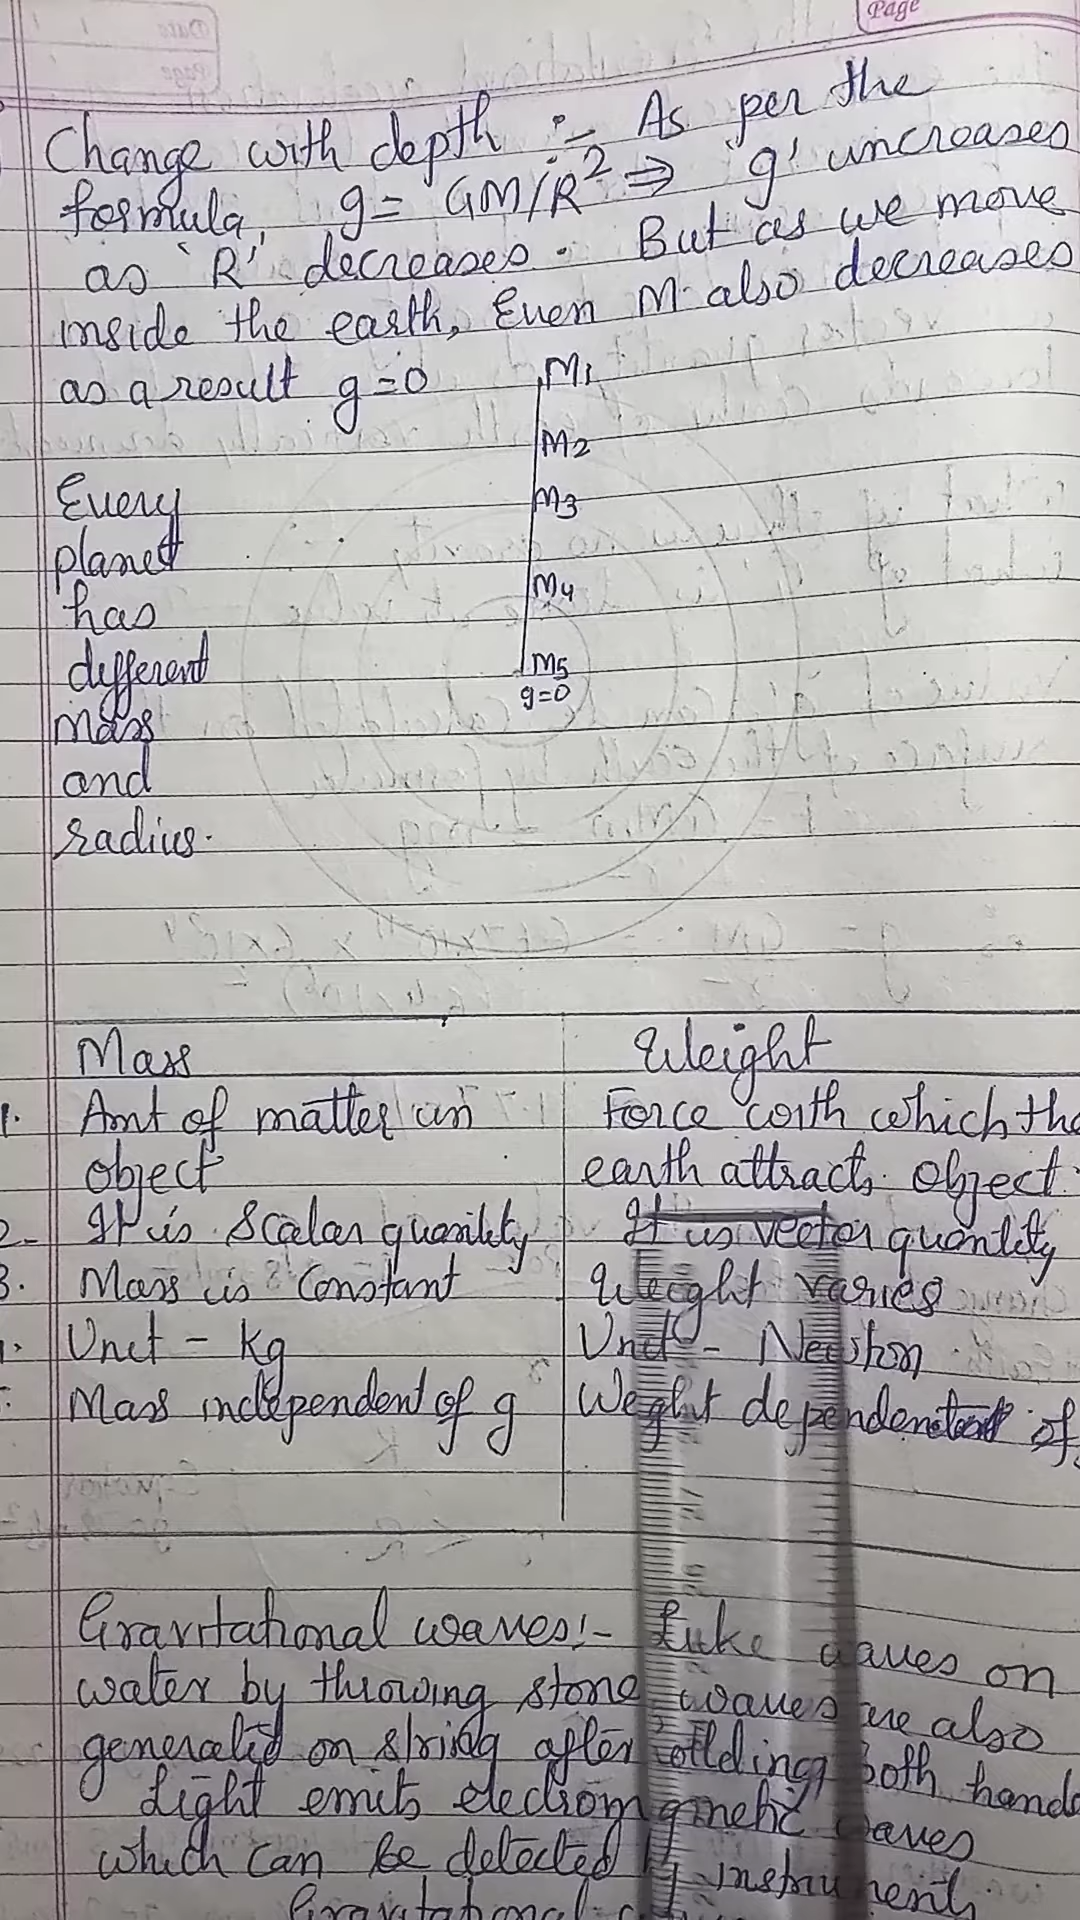 Page
Change with depth :- As per the
formula, g = GM/R² ⇒ 'g' increases
as 'R' decreases. But as we move
inside the earth, Even M also decreases
as a result g=0
M1
M2
M3
M4
M5
g=0
Every
planet
has
different
mass
and
radius.
Mass
Weight
1. Amt of matter in
object
Force with which the
earth attracts object.
2- It is Scalar quantity
It is vector quantity
3. Mass is Constant
Weight varies
Unit - kg
Unit - Newton
Mass independent of g
Weight dependent of
Gravitational waves:- Like waves on
water by throwing stone waves are also
generated on string after holding both hands
Light emits electromagnetic waves
which can be detected by instruments.
Gravitational